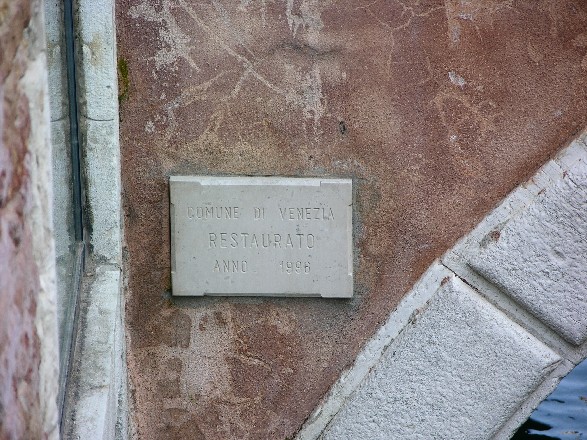 COMUNE DI VENEZIA
RESTAURATO
ANNO 1996